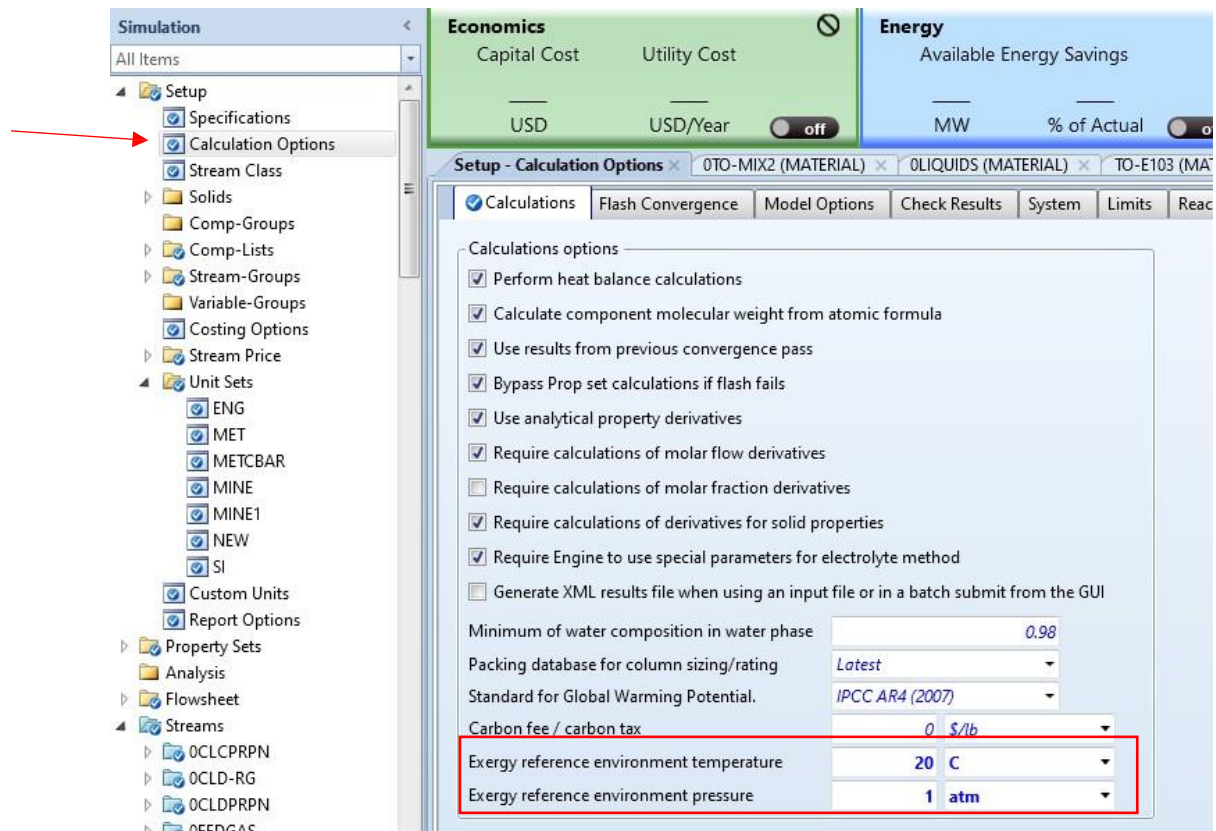 Simulation
All Items
Setup
Specifications
Calculation Options
Stream Class
Solids
Comp-Groups
Comp-Lists
Stream-Groups
Variable-Groups
Costing Options
Stream Price
Unit Sets
ENG
MET
METCBAR
MINE
MINE1
NEW
SI
Custom Units
Report Options
Property Sets
Analysis
Flowsheet
Streams
0CLCPRPN
0CLD-RG
0CLDPRPN
0FEEDGAS
Economics
Capital Cost Utility Cost
USD USD/Year off
Energy
Available Energy Savings
MW % of Actual
Setup - Calculation Options 0TO-MIX2 (MATERIAL) 0LIQUIDS (MATERIAL) TO-E103 (MAT
Calculations Flash Convergence Model Options Check Results System Limits Reac
Calculations options
Perform heat balance calculations
Calculate component molecular weight from atomic formula
Use results from previous convergence pass
Bypass Prop set calculations if flash fails
Use analytical property derivatives
Require calculations of molar flow derivatives
Require calculations of molar fraction derivatives
Require calculations of derivatives for solid properties
Require Engine to use special parameters for electrolyte method
Generate XML results file when using an input file or in a batch submit from the GUI
Minimum of water composition in water phase 0.98
Packing database for column sizing/rating Latest
Standard for Global Warming Potential. IPCC AR4 (2007)
Carbon fee / carbon tax 0 $/lb
Exergy reference environment temperature 20 C
Exergy reference environment pressure 1 atm